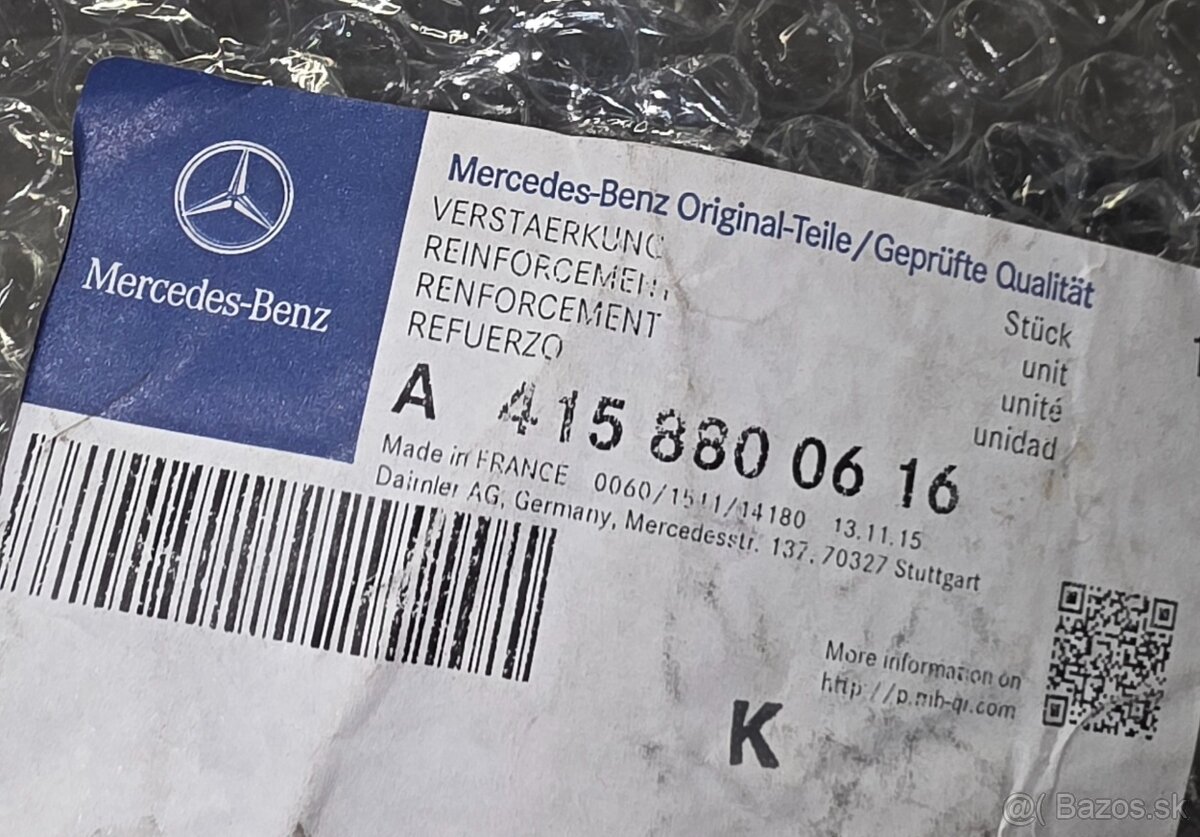 Mercedes-Benz
Mercedes-Benz Original-Teile/Geprüfte Qualität
VERSTAERKUNG
REINFORCEMENT
RENFORCEMENT
REFUERZO
Stück
unit
unité
unidad
1
A 415 880 06 16
Made in FRANCE 0060/1511/14180 13.11.15
Daimler AG, Germany, Mercedesstr. 137, 70327 Stuttgart
More information on
http://p.mb-qr.com
K
@( Bazos.sk